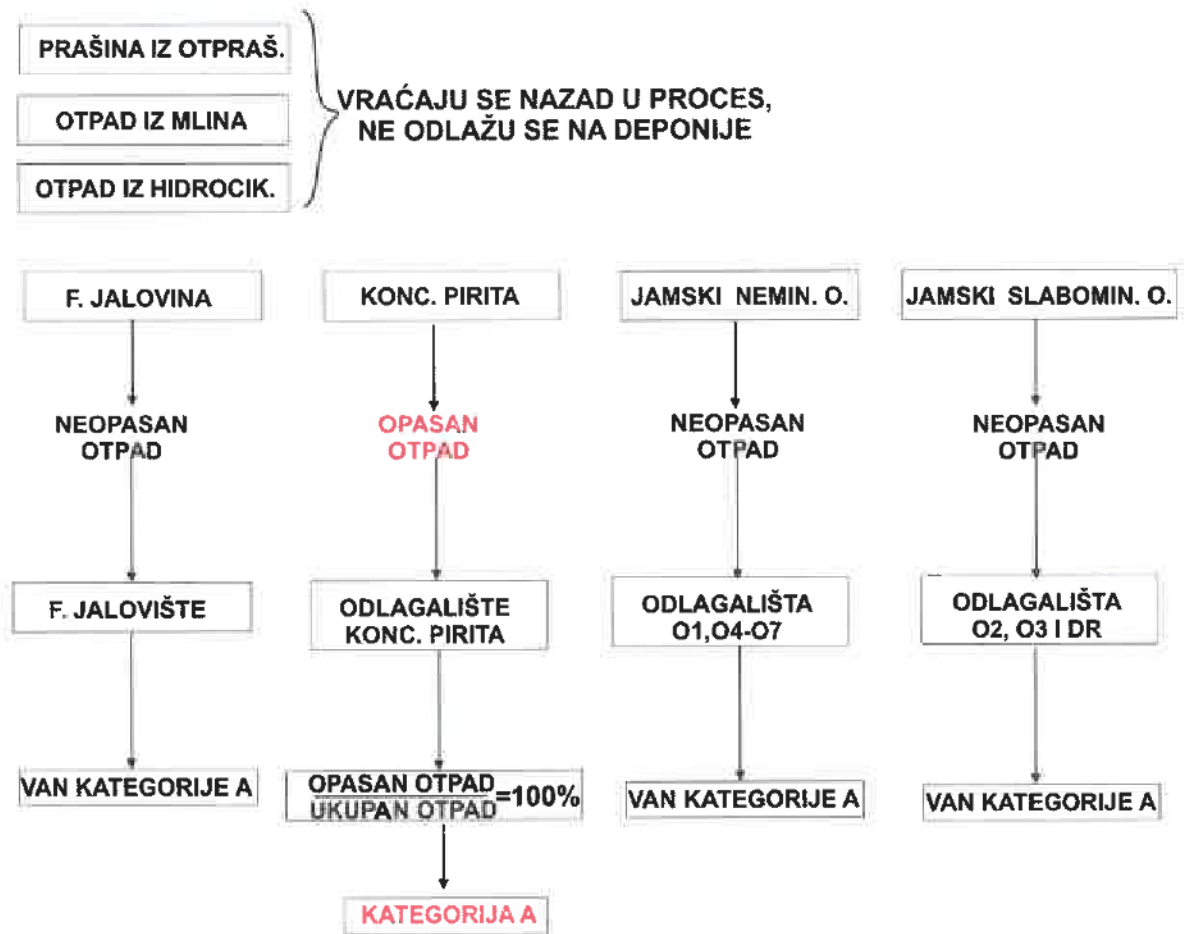 PRAŠINA IZ OTPRAŠ.
OTPAD IZ MLINA
OTPAD IZ HIDROCIK.
VRAĆAJU SE NAZAD U PROCES,
NE ODLAŽU SE NA DEPONIJE
F. JALOVINA
KONC. PIRITA
JAMSKI NEMIN. O.
JAMSKI SLABOMIN. O.
NEOPASAN
OTPAD
OPASAN
OTPAD
NEOPASAN
OTPAD
NEOPASAN
OTPAD
F. JALOVIŠTE
ODLAGALIŠTE
KONC. PIRITA
ODLAGALIŠTA
O1,O4-O7
ODLAGALIŠTA
O2, O3 I DR
VAN KATEGORIJE A
OPASAN OTPAD
UKUPAN OTPAD
=100%
VAN KATEGORIJE A
VAN KATEGORIJE A
KATEGORIJA A